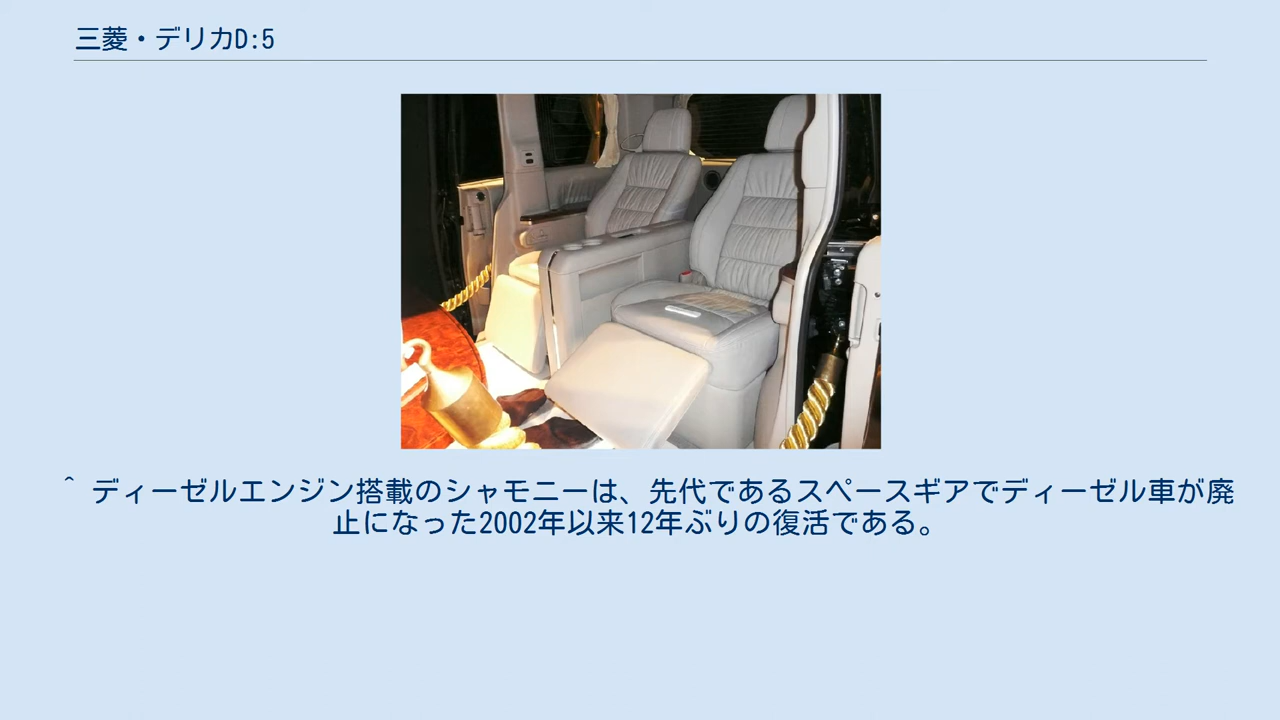 三菱・デリカD:5
^ ディーゼルエンジン搭載のシャモニーは、先代であるスペースギアでディーゼル車が廃
止になった2002年以来12年ぶりの復活である。